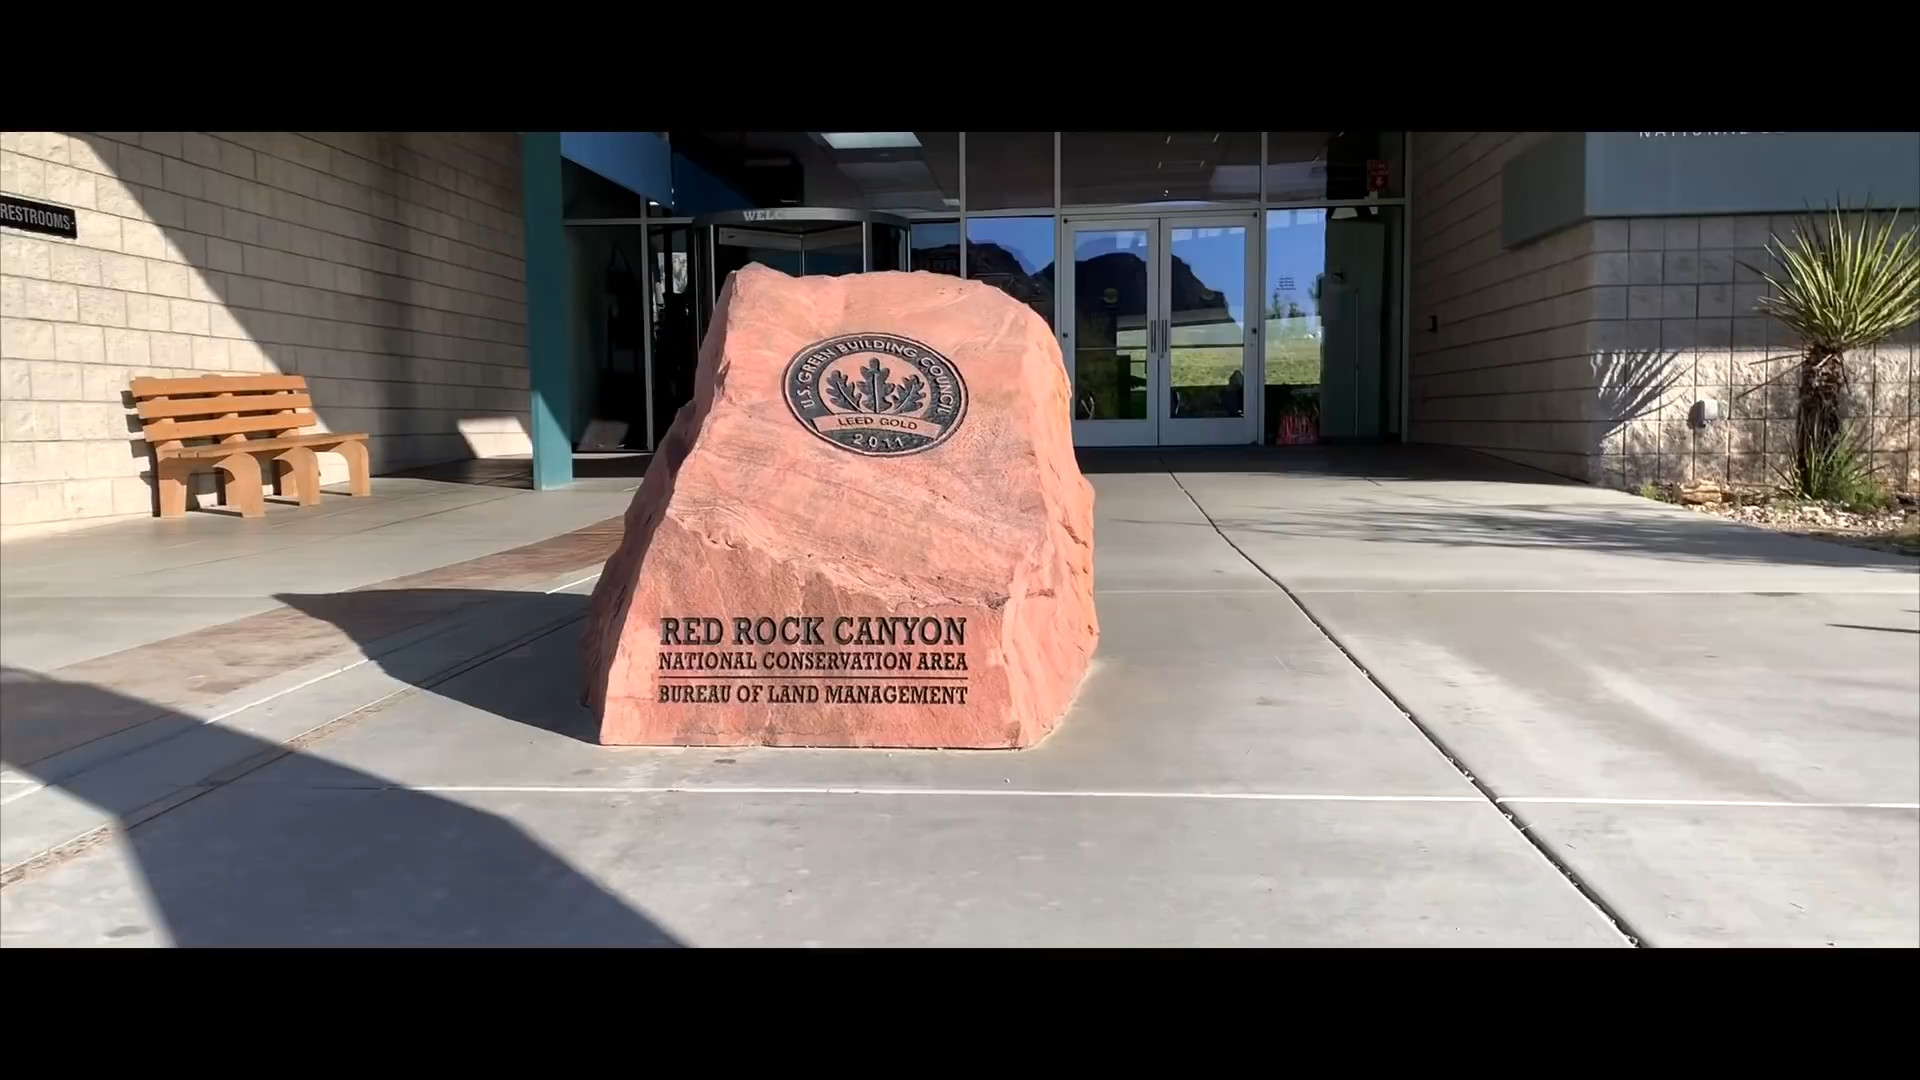 RESTROOMS
U.S. GREEN BUILDING COUNCIL
LEED GOLD
2011
RED ROCK CANYON
NATIONAL CONSERVATION AREA
BUREAU OF LAND MANAGEMENT